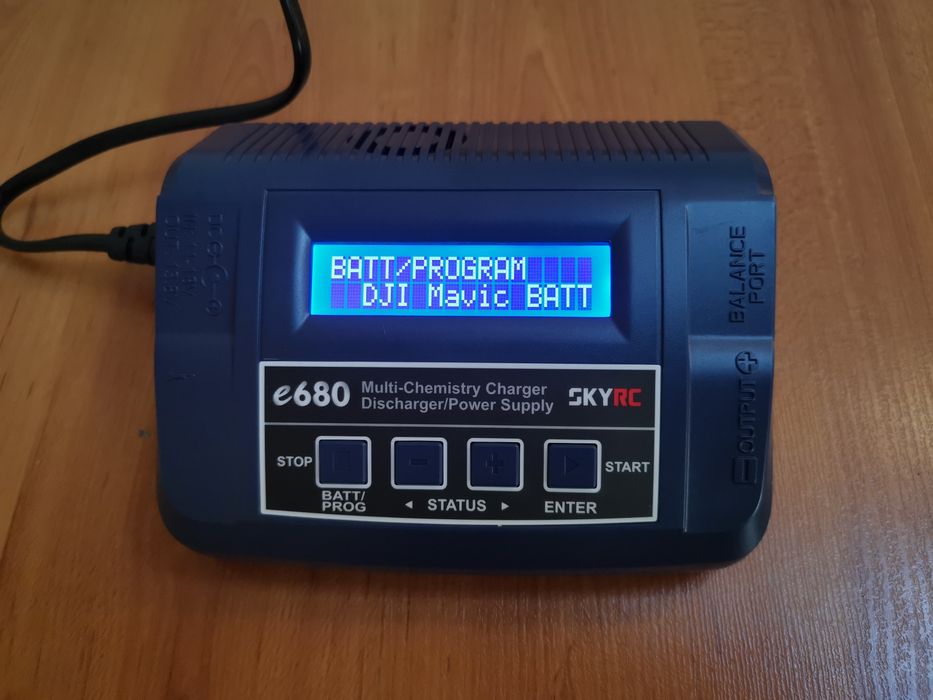 BATT/PROGRAM
DJI Mavic BATT
e680 Multi-Chemistry Charger
Discharger/Power Supply
SKYRC
STOP
START
BATT/
PROG
◄ STATUS ►
ENTER
BALANCE
PORT
OUTPUT